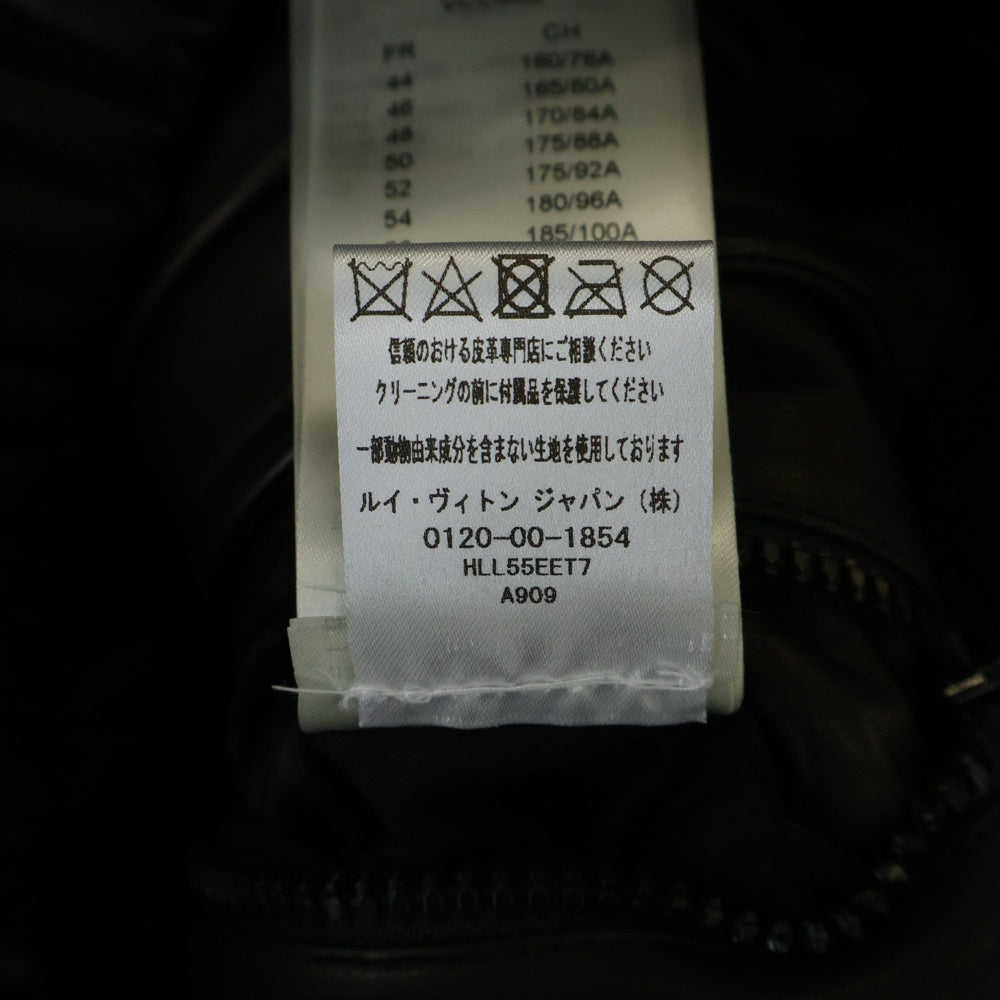 FR CH
44 160/76A
46 165/80A
48 170/84A
50 175/88A
52 175/92A
54 180/96A
185/100A
信頼のおける皮革専門店にご相談ください
クリーニングの前に付属品を保護してください
一部動物由来成分を含まない生地を使用しております
ルイ・ヴィトン ジャパン（株）
0120-00-1854
HLL55EET7
A909